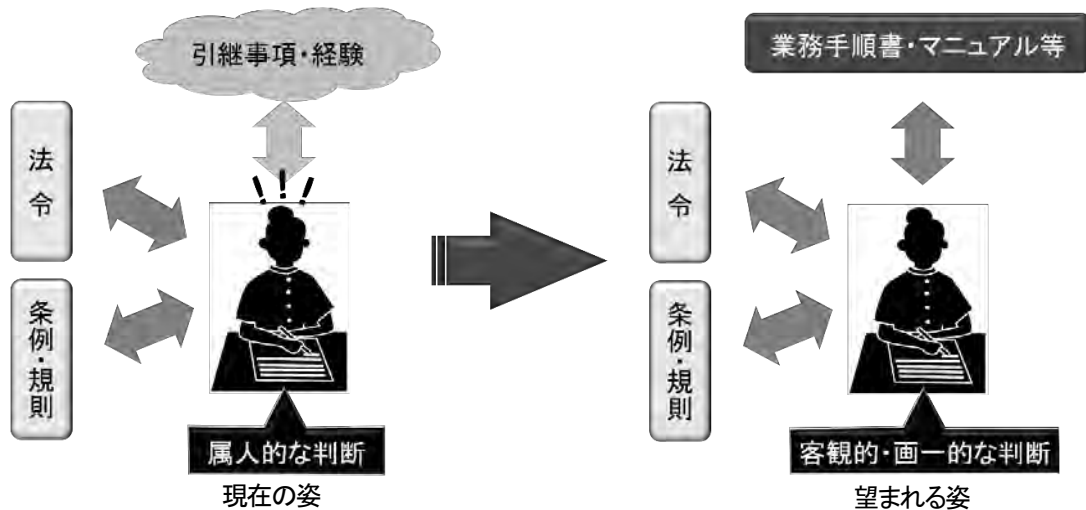 引継事項・経験
法令
条例・規則
属人的な判断
現在の姿
業務手順書・マニュアル等
法令
条例・規則
客観的・画一的な判断
望まれる姿